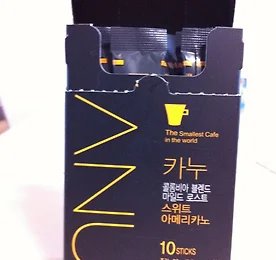 KANU
The Smallest Cafe
in the world
카누
콜롬비아 블렌드
마일드 로스트
스위트
아메리카노
10 STICKS